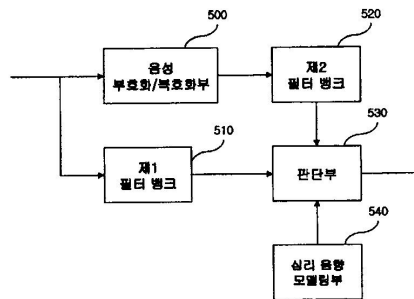 500
음성
부호화/복호화부
520
제2
필터 뱅크
510
제1
필터 뱅크
530
판단부
540
심리 음향
모델링부